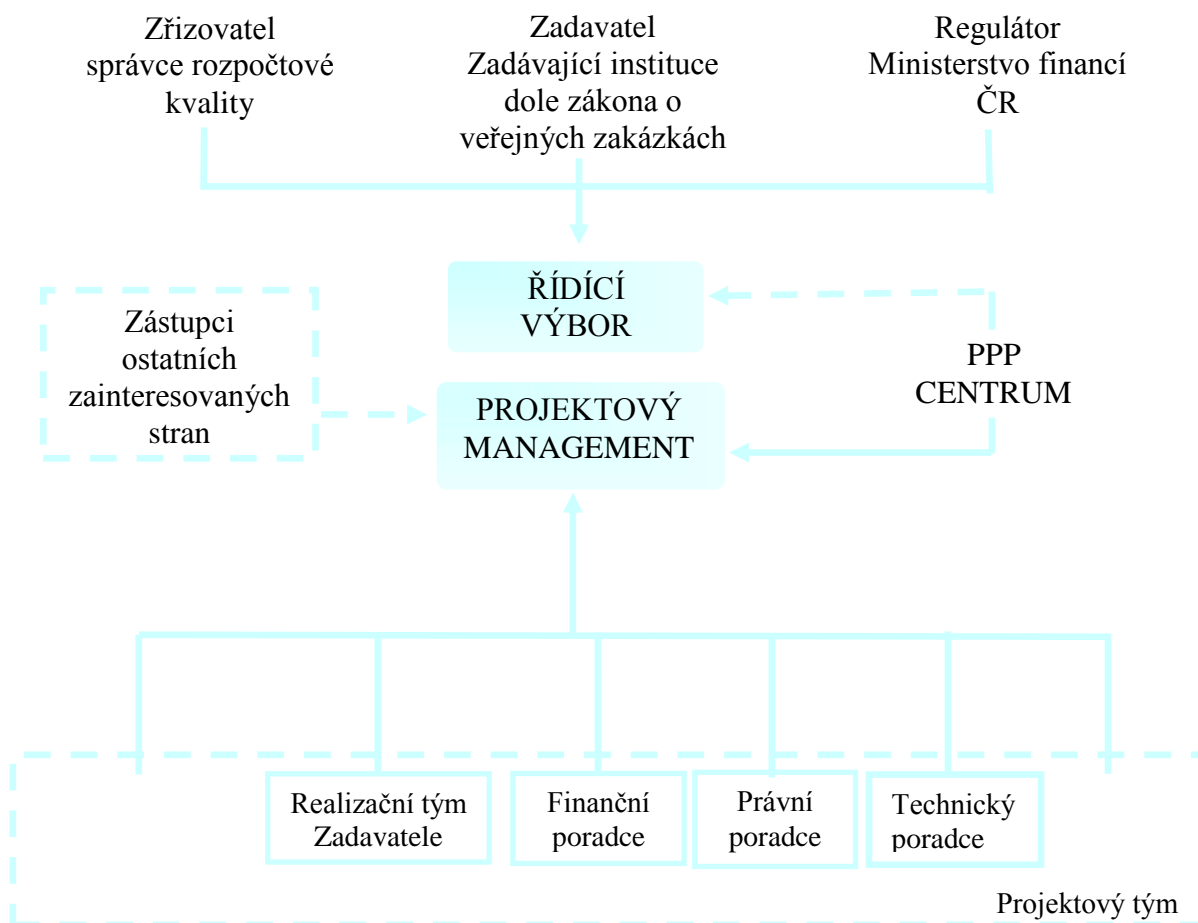 Zřizovatel
správce rozpočtové
kvality
Zadavatel
Zadávající instituce
dole zákona o
veřejných zakázkách
Regulátor
Ministerstvo financí
ČR
ŘÍDÍCÍ
VÝBOR
Zástupci
ostatních
zainteresovaných
stran
PPP
CENTRUM
PROJEKTOVÝ
MANAGEMENT
Realizační tým
Zadavatele
Finanční
poradce
Právní
poradce
Technický
poradce
Projektový tým